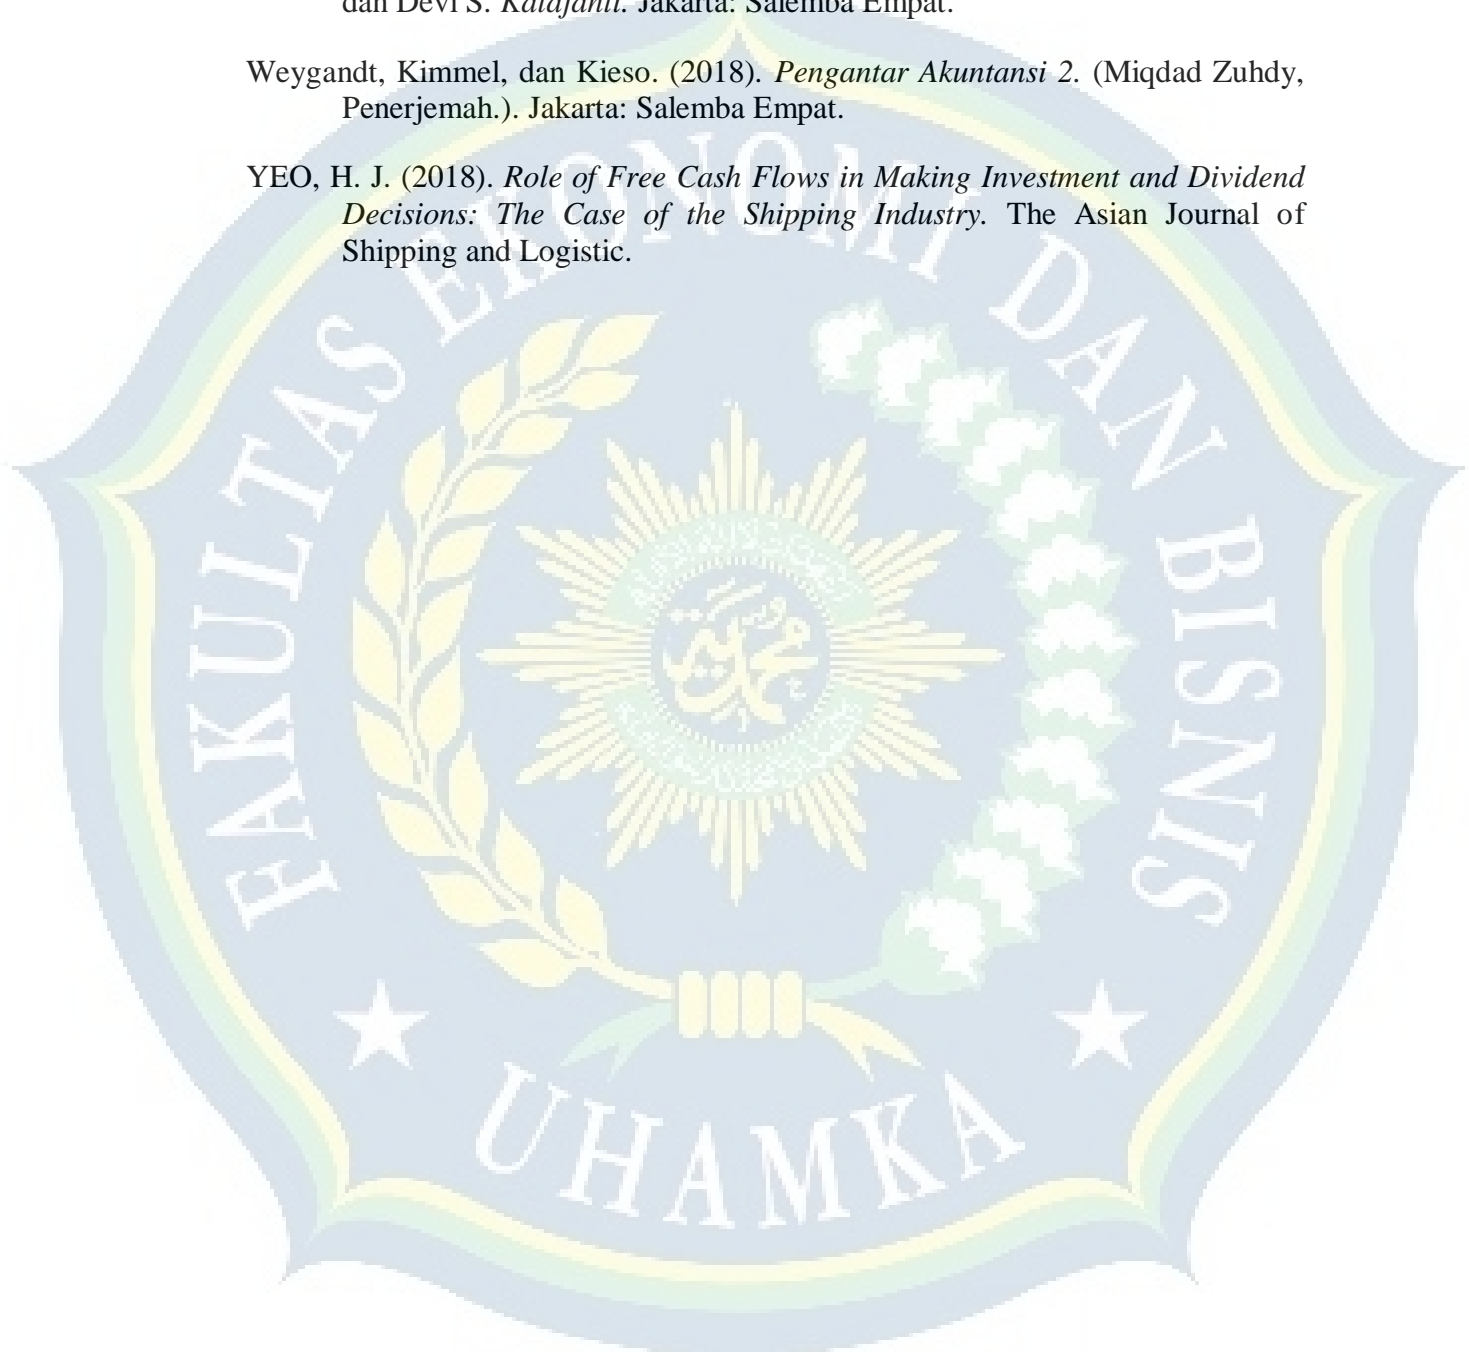 dan Devi S. Kalajanti. Jakarta: Salemba Empat.
Weygandt, Kimmel, dan Kieso. (2018). Pengantar Akuntansi 2. (Miqdad Zuhdy,
Penerjemah.). Jakarta: Salemba Empat.
YEO, H. J. (2018). Role of Free Cash Flows in Making Investment and Dividend
Decisions: The Case of the Shipping Industry. The Asian Journal of
Shipping and Logistic.
FAKULTAS EKONOMI DAN BISNIS
UHAMKA